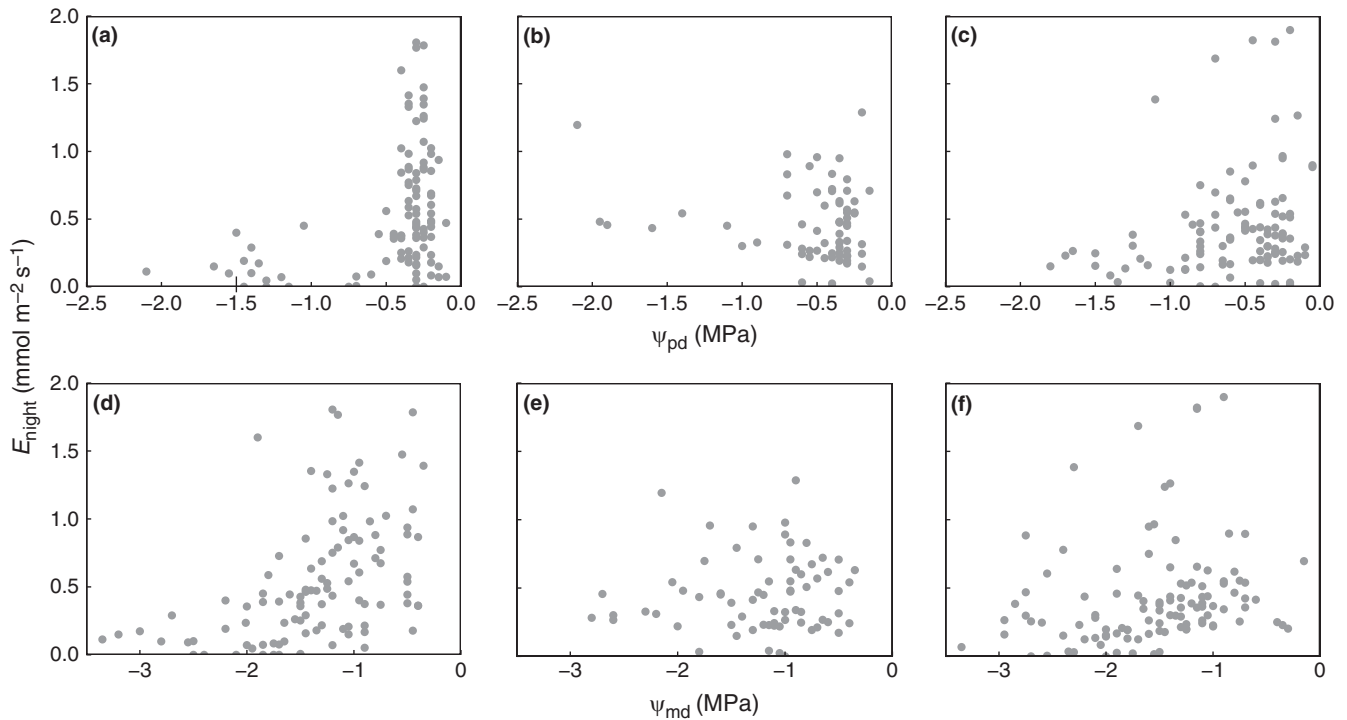 2.0
1.5
1.0
0.5
0.0
(a)
−2.5 −2.0 −1.5 −1.0 −0.5 0.0
(b)
−2.5 −2.0 −1.5 −1.0 −0.5 0.0
(c)
−2.5 −2.0 −1.5 −1.0 −0.5 0.0
ψpd (MPa)
Enight (mmol m−2 s−1)
2.0
1.5
1.0
0.5
0.0
(d)
−3 −2 −1 0
(e)
−3 −2 −1 0
(f)
−3 −2 −1 0
ψmd (MPa)